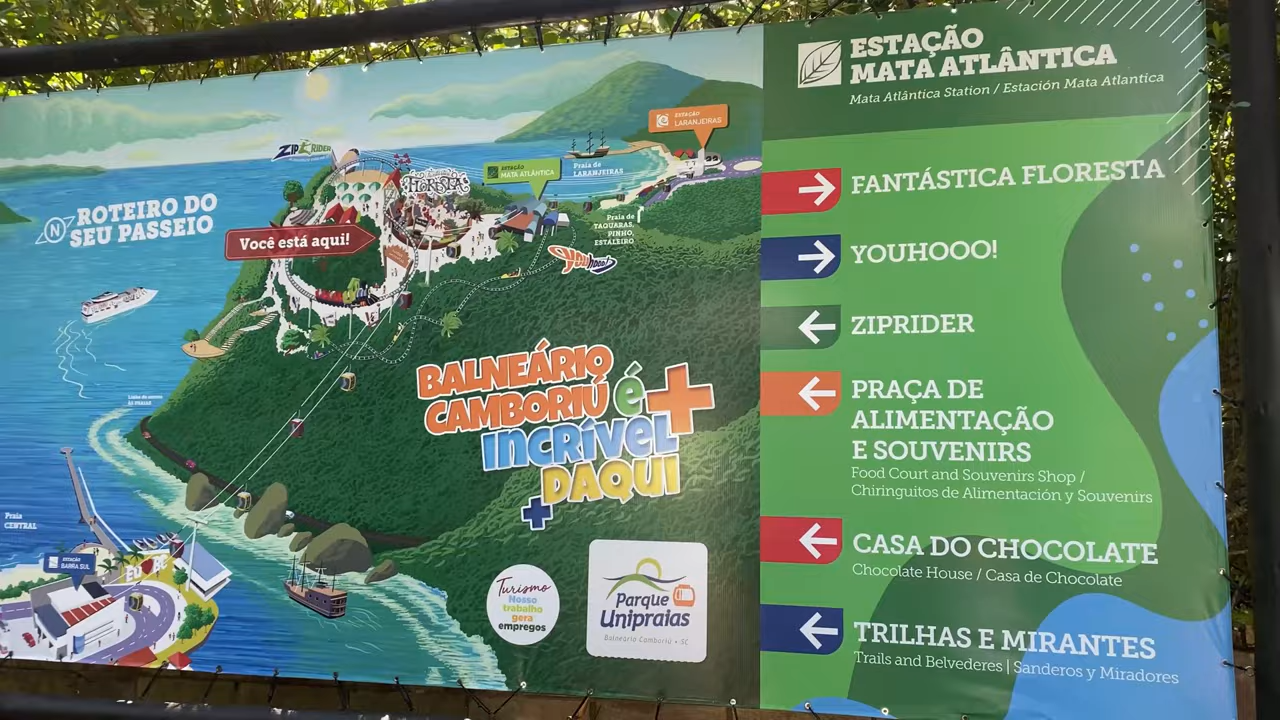 ZIPRIDER
FLORESTA
ESTAÇÃO
MATA ATLÂNTICA
Praia de
LARANJEIRAS
ESTAÇÃO
LARANJEIRAS
N
ROTEIRO DO
SEU PASSEIO
Você está aqui!
Praia de
TAQUARAS,
PINHO,
ESTALEIRO
Youhooo!
BALNEÁRIO
CAMBORIÚ é +
INCRÍVEL
DAQUI
+
Praia
CENTRAL
ESTAÇÃO
BARRA SUL
Turismo
Nosso
trabalho
gera
empregos
Parque
Unipraias
Balneário Camboriú • SC
ESTAÇÃO
MATA ATLÂNTICA
Mata Atlântica Station / Estación Mata Atlantica
→ FANTÁSTICA FLORESTA
→ YOUHOOO!
← ZIPRIDER
← PRAÇA DE
ALIMENTAÇÃO
E SOUVENIRS
Food Court and Souvenirs Shop /
Chiringuitos de Alimentación y Souvenirs
← CASA DO CHOCOLATE
Chocolate House / Casa de Chocolate
← TRILHAS E MIRANTES
Trails and Belvederes | Sanderos y Miradores